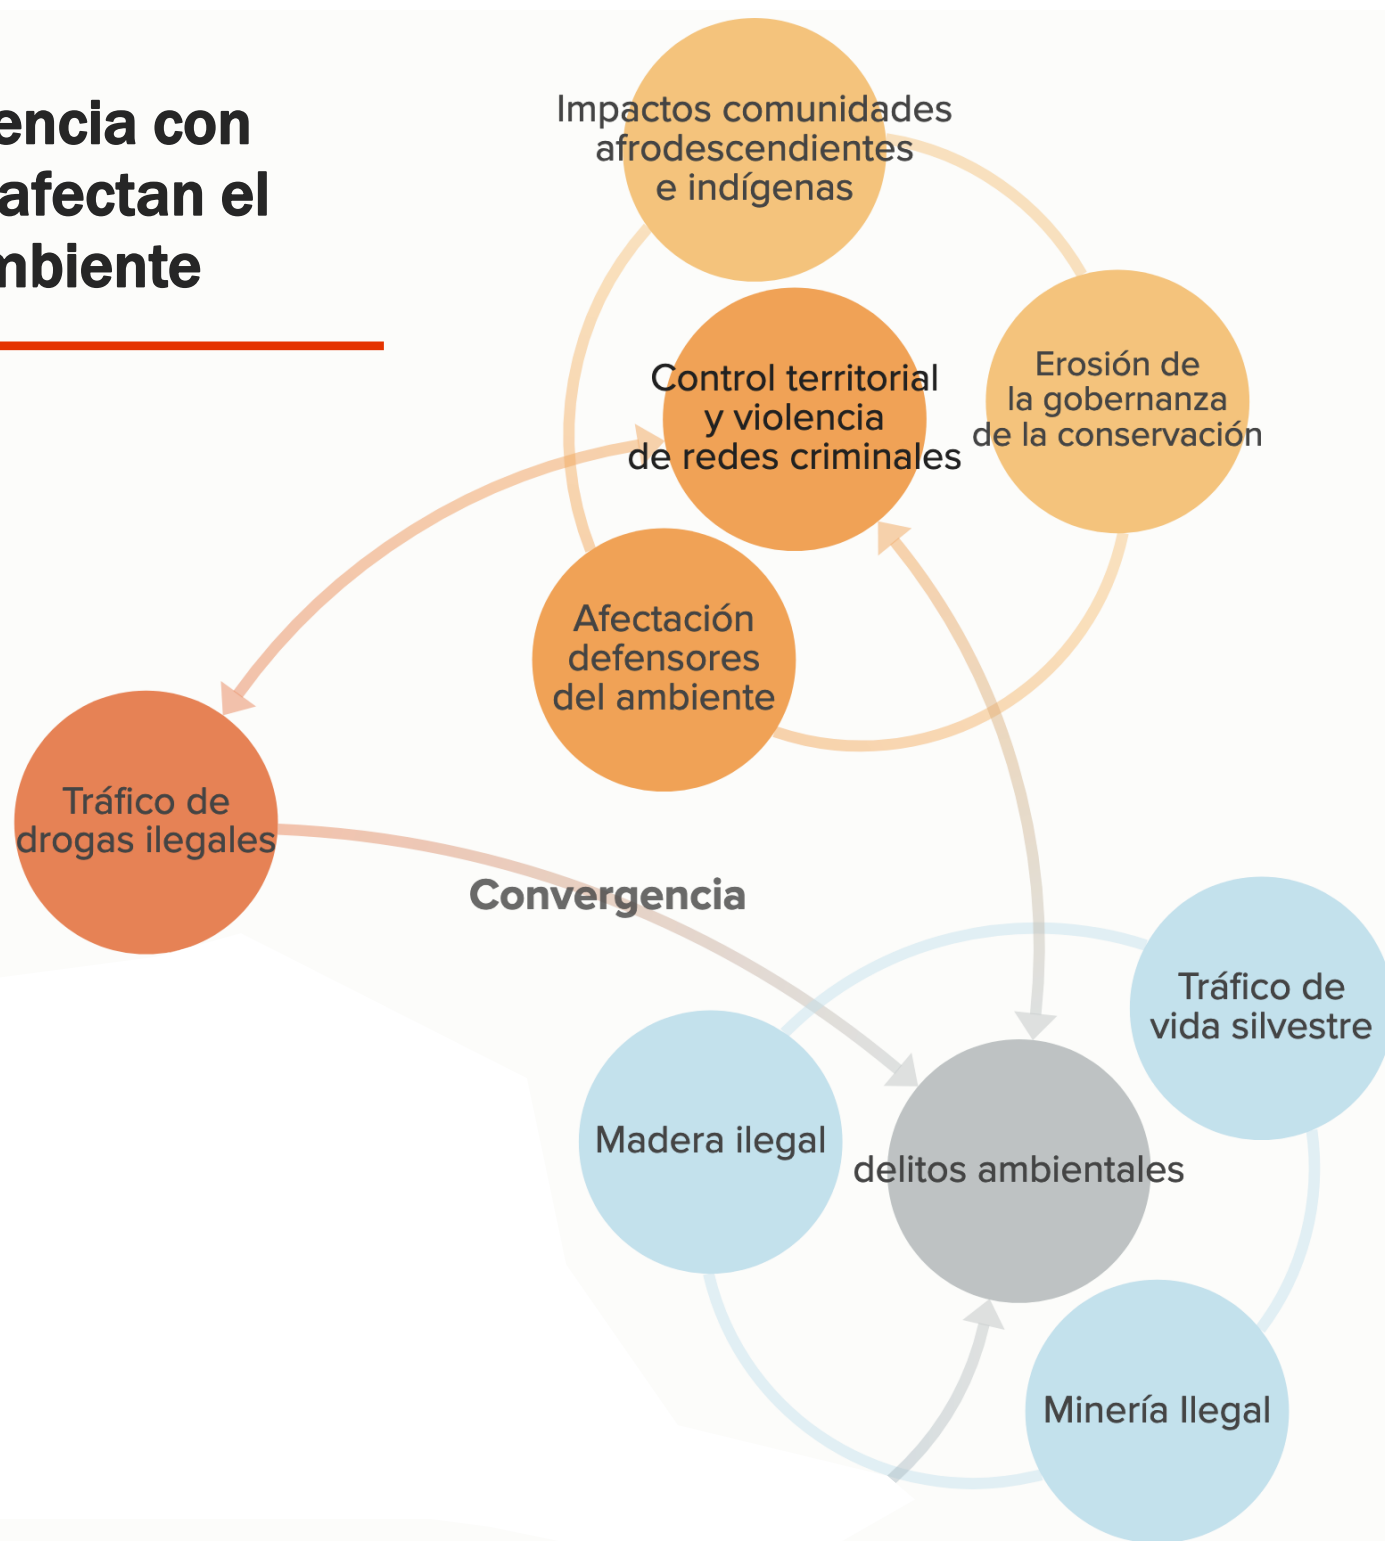 encia con
afectan el
mbiente
Impactos comunidades
afrodescendientes
e indígenas
Control territorial
y violencia
de redes criminales
Erosión de
la gobernanza
de la conservación
Afectación
defensores
del ambiente
Tráfico de
drogas ilegales
Convergencia
Tráfico de
vida silvestre
Madera ilegal
delitos ambientales
Minería Ilegal